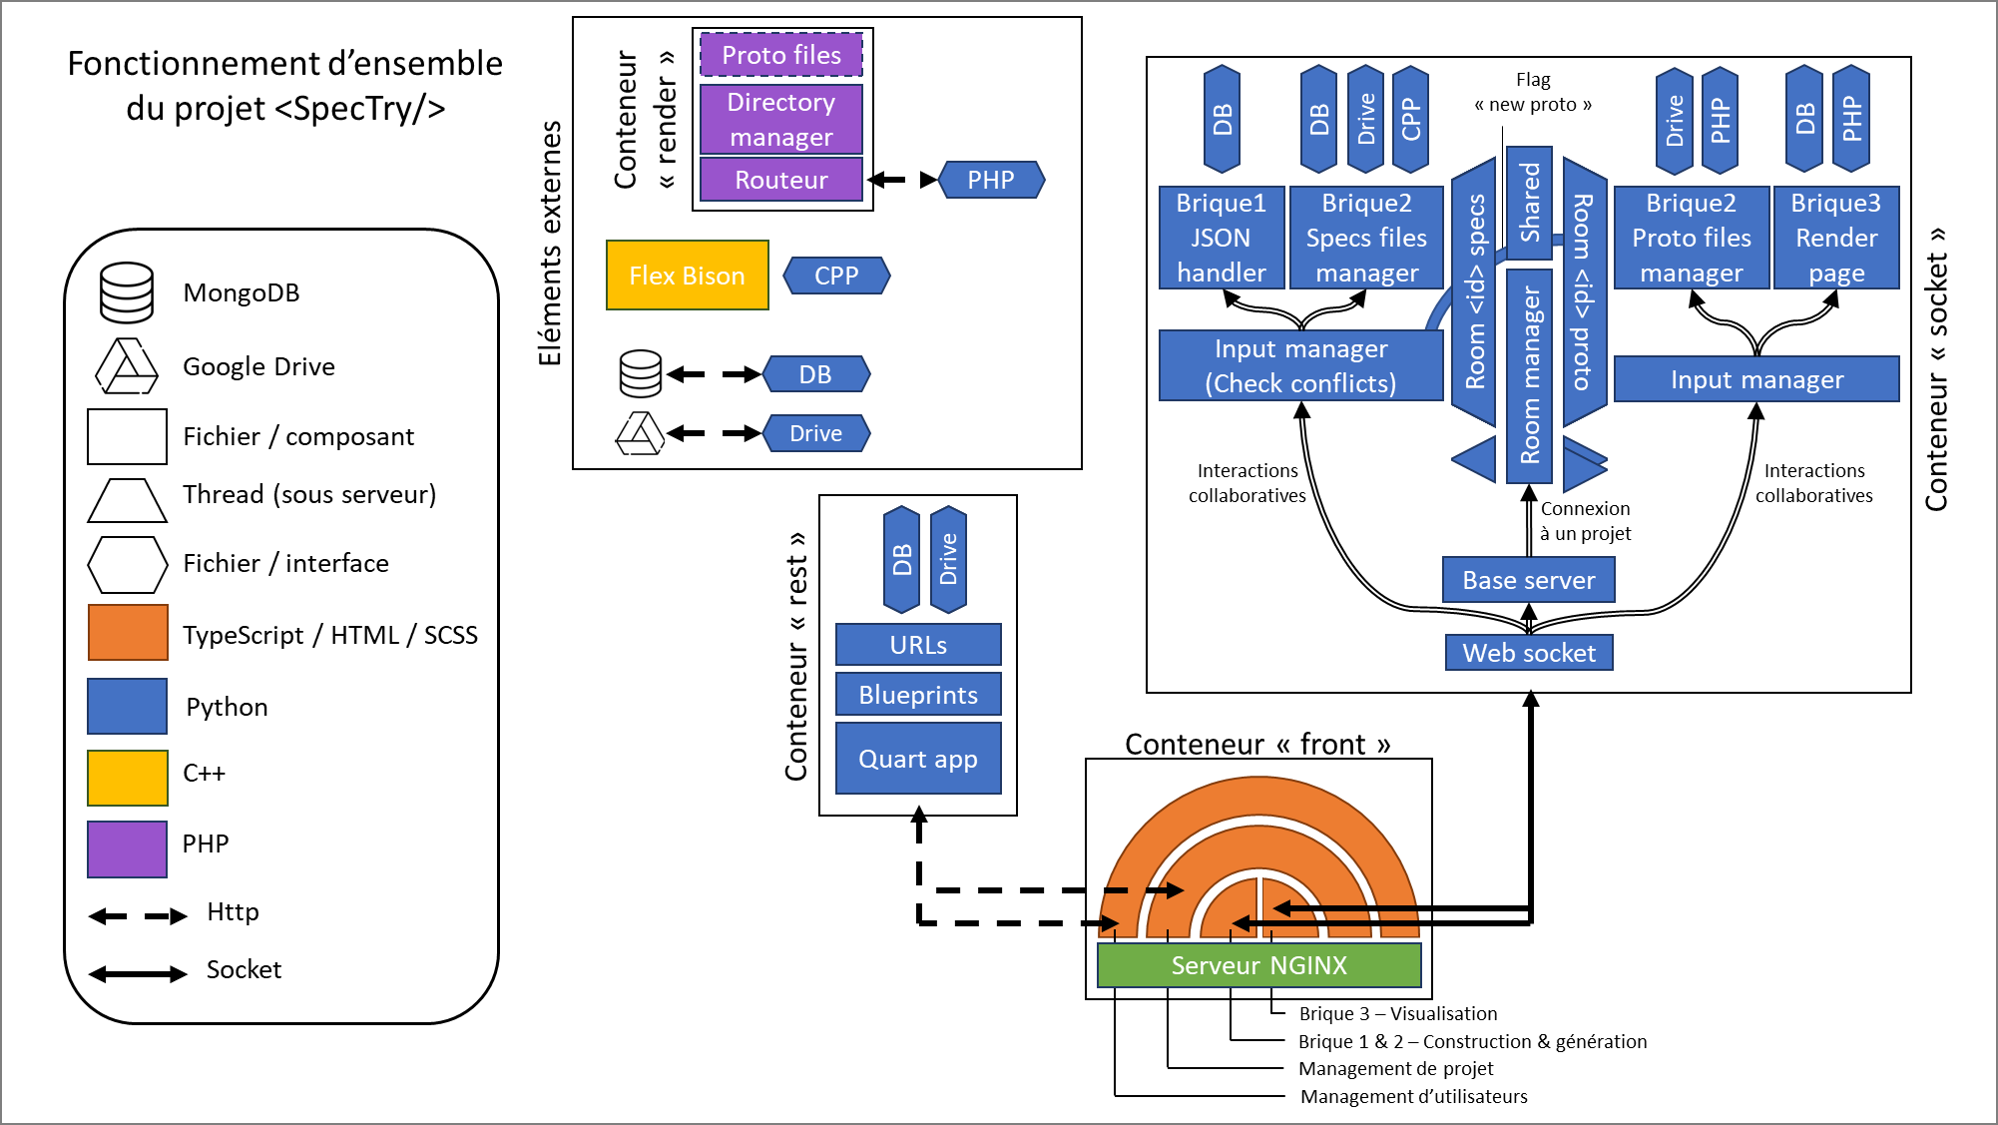 Fonctionnement d’ensemble
du projet <SpecTry/>
MongoDB
Google Drive
Fichier / composant
Thread (sous serveur)
Fichier / interface
TypeScript / HTML / SCSS
Python
C++
PHP
Http
Socket
Eléments externes
Conteneur
« render »
Proto files
Directory
manager
Routeur
PHP
Flex Bison
CPP
DB
Drive
Conteneur « rest »
DB
Drive
URLs
Blueprints
Quart app
Conteneur « socket »
DB
DB
Drive
CPP
Flag
« new proto »
Drive
PHP
DB
PHP
Brique1
JSON
handler
Brique2
Specs files
manager
Room <id> specs
Shared
Room manager
Room <id> proto
Brique2
Proto files
manager
Brique3
Render
page
Input manager
(Check conflicts)
Input manager
Interactions
collaboratives
Interactions
collaboratives
Connexion
à un projet
Base server
Web socket
Conteneur « front »
Serveur NGINX
Brique 3 – Visualisation
Brique 1 & 2 – Construction & génération
Management de projet
Management d’utilisateurs